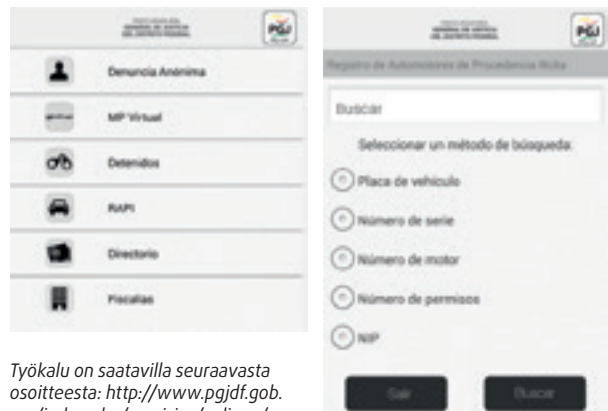 PGJ
Denuncia Anónima
MP Virtual
Detenidos
RAPI
Directorio
Fiscalías
Työkalu on saatavilla seuraavasta
osoitteesta: http://www.pgjdf.gob.
PGJ
Registro de Automotores de Procedencia Ilícita
Buscar
Seleccionar un método de búsqueda:
Placa de vehículo
Número de serie
Número de motor
Número de permisos
NIP
Salir
Buscar